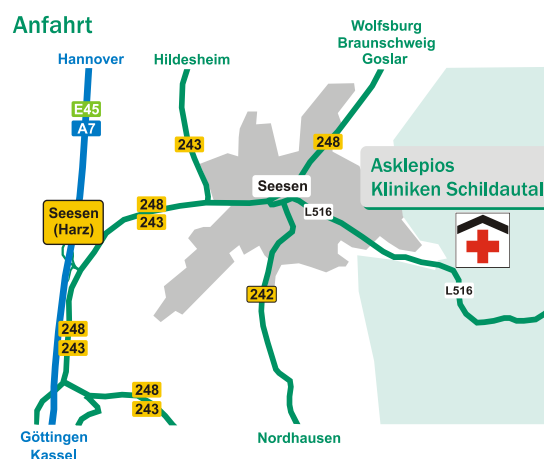 Anfahrt
Wolfsburg
Braunschweig
Goslar
Hannover
Hildesheim
E45
A7
243
248
Asklepios
Kliniken Schildautal
Seesen
248
243
L516
Seesen
(Harz)
L516
242
248
243
248
243
Göttingen
Kassel
Nordhausen